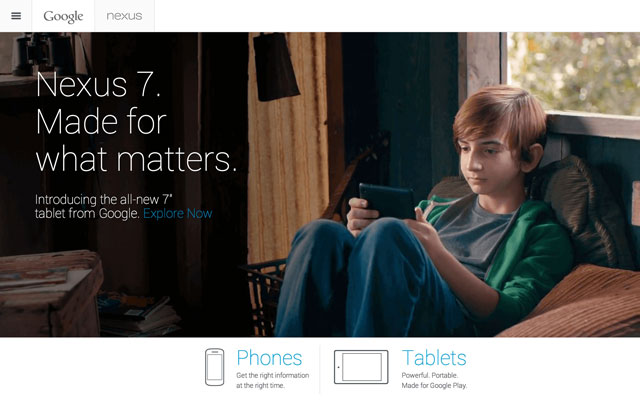 Google nexus
Nexus 7.
Made for
what matters.
Introducing the all-new 7"
tablet from Google. Explore Now
Phones
Get the right information
at the right time.
Tablets
Powerful. Portable.
Made for Google Play.